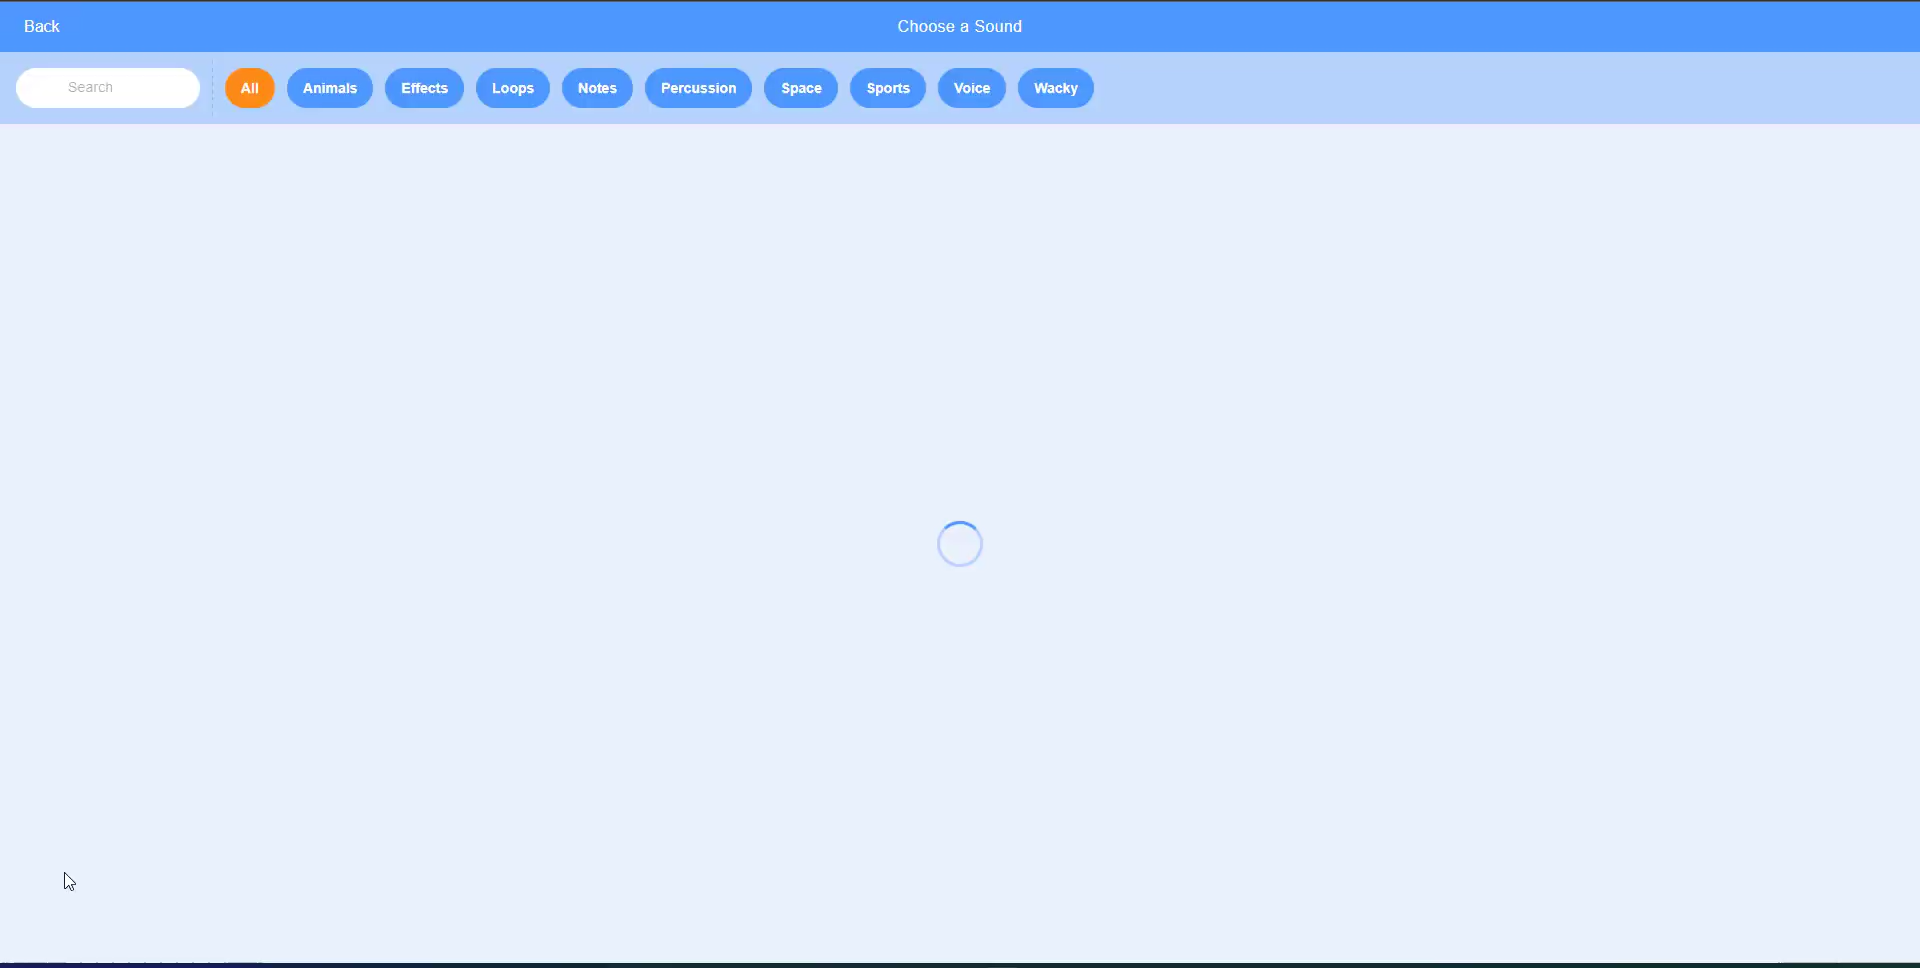 Back
Choose a Sound
Search
All
Animals
Effects
Loops
Notes
Percussion
Space
Sports
Voice
Wacky